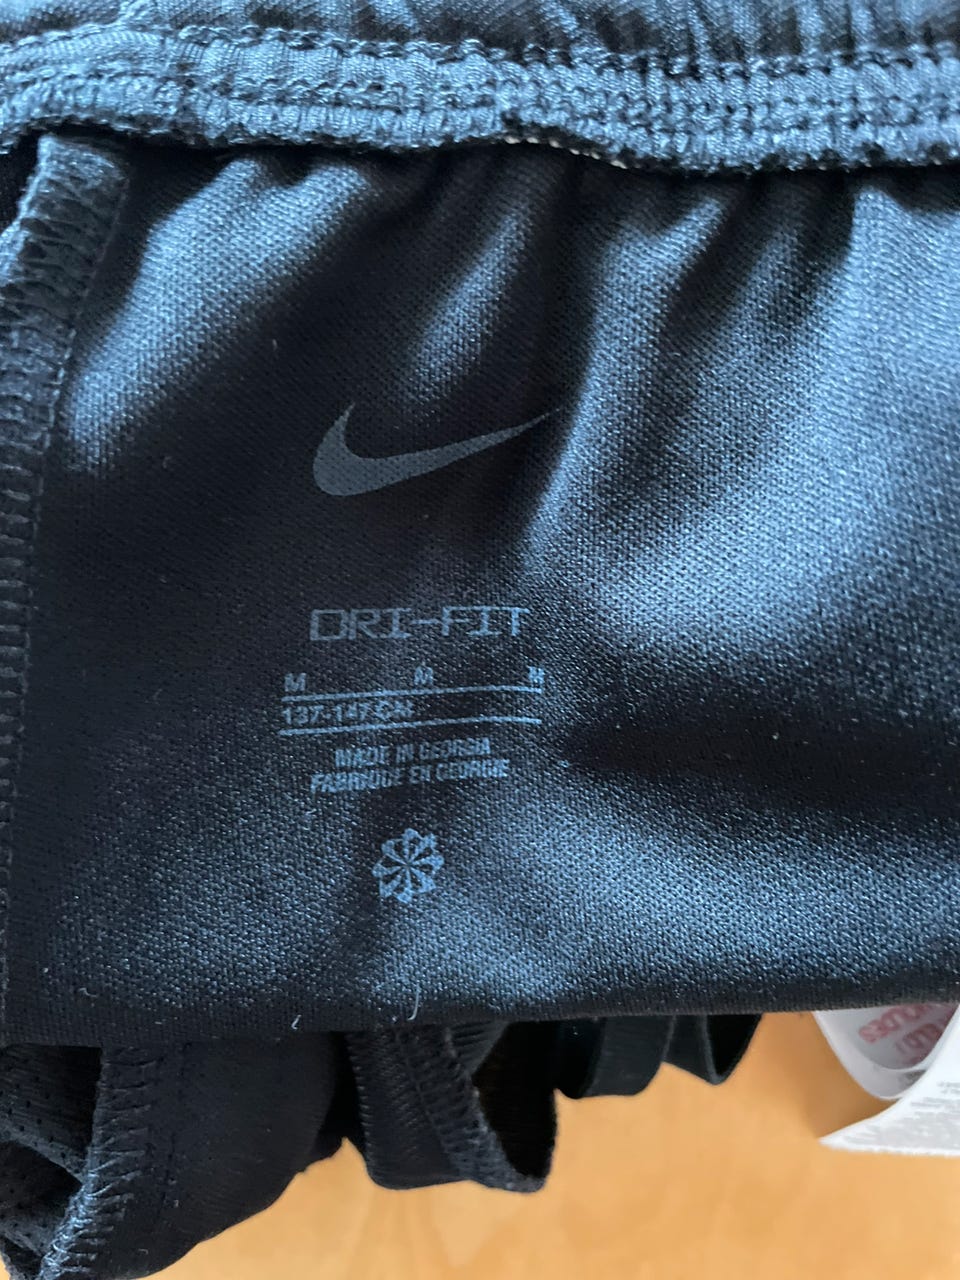 DRI-FIT
M M M
137-147 CM
MADE IN GEORGIA
FABRIQUÉ EN GÉORGIE